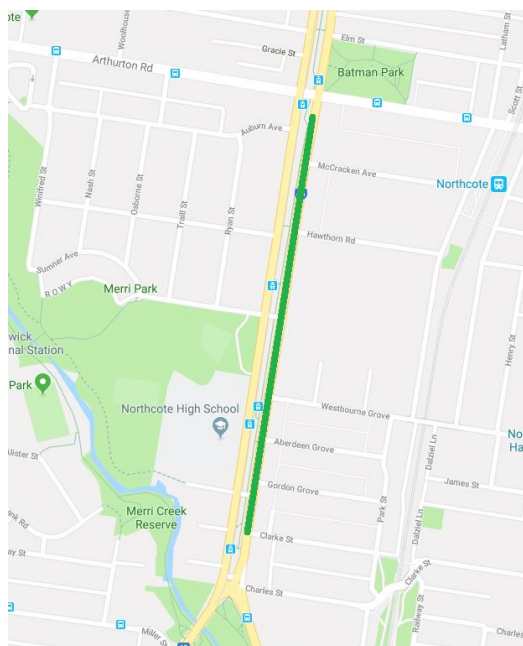 ote
Woolhouse
Gracie St
Elm St
Latham St
Arthurton Rd
Batman Park
Scott St
Auburn Ave
McCracken Ave
Northcote
Winifred St
Nash St
Osborne St
Traill St
Ryan St
Hawthorn Rd
Sumner Ave
ROWY
Merri Park
wick
nal Station
Henry St
Park
Northcote High School
Westbourne Grove
No
Ha
Dalziel Ln
Aberdeen Grove
Alister St
James St
Gordon Grove
Park St
Merri Creek
Reserve
nk Rd
Dalziel Ln
Clarke St
ay St
Clarke St
Charles St
Railway St
Miller St
Charles